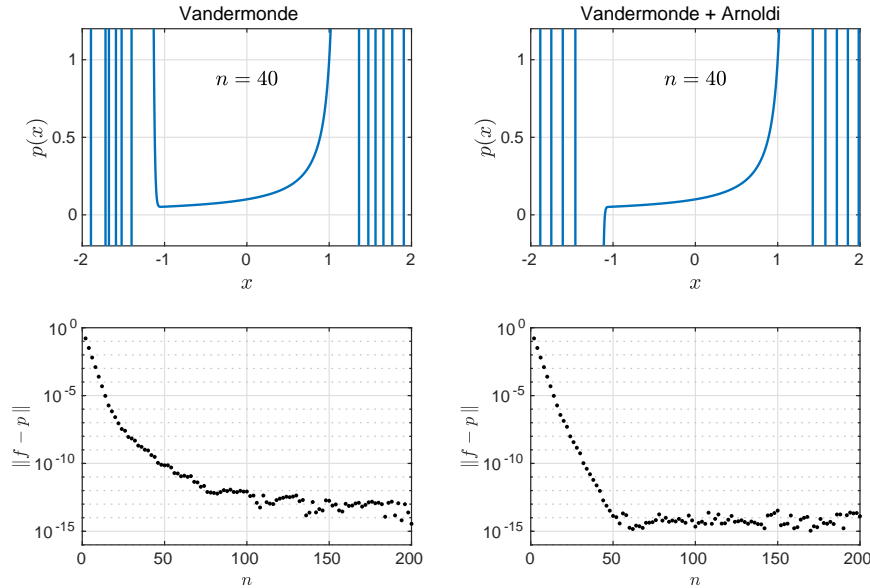 Vandermonde
Vandermonde + Arnoldi
1
0.5
0
p(x)
n = 40
-2 -1 0 1 2
x
1
0.5
0
p(x)
n = 40
-2 -1 0 1 2
x
10^0
10^-5
10^-10
10^-15
‖f − p‖
0 50 100 150 200
n
10^0
10^-5
10^-10
10^-15
‖f − p‖
0 50 100 150 200
n